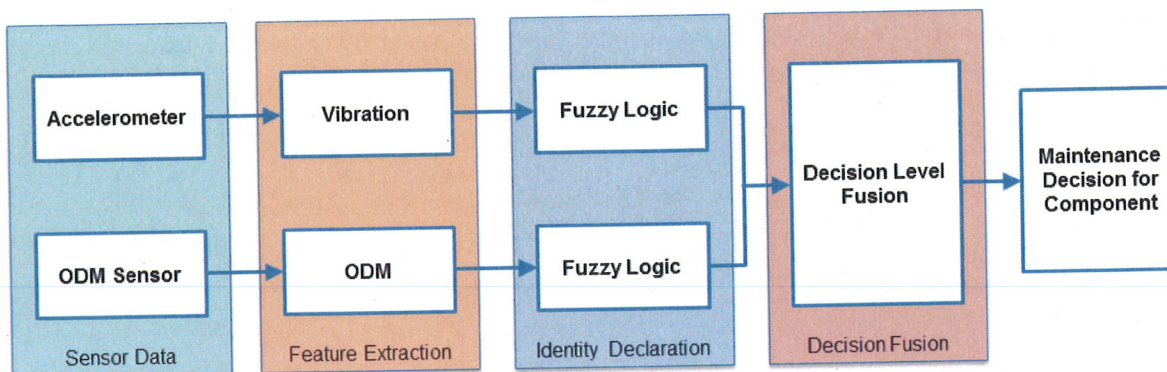 Accelerometer
Vibration
Fuzzy Logic
Decision Level
Fusion
Maintenance
Decision for
Component
ODM Sensor
ODM
Fuzzy Logic
Sensor Data
Feature Extraction
Identity Declaration
Decision Fusion